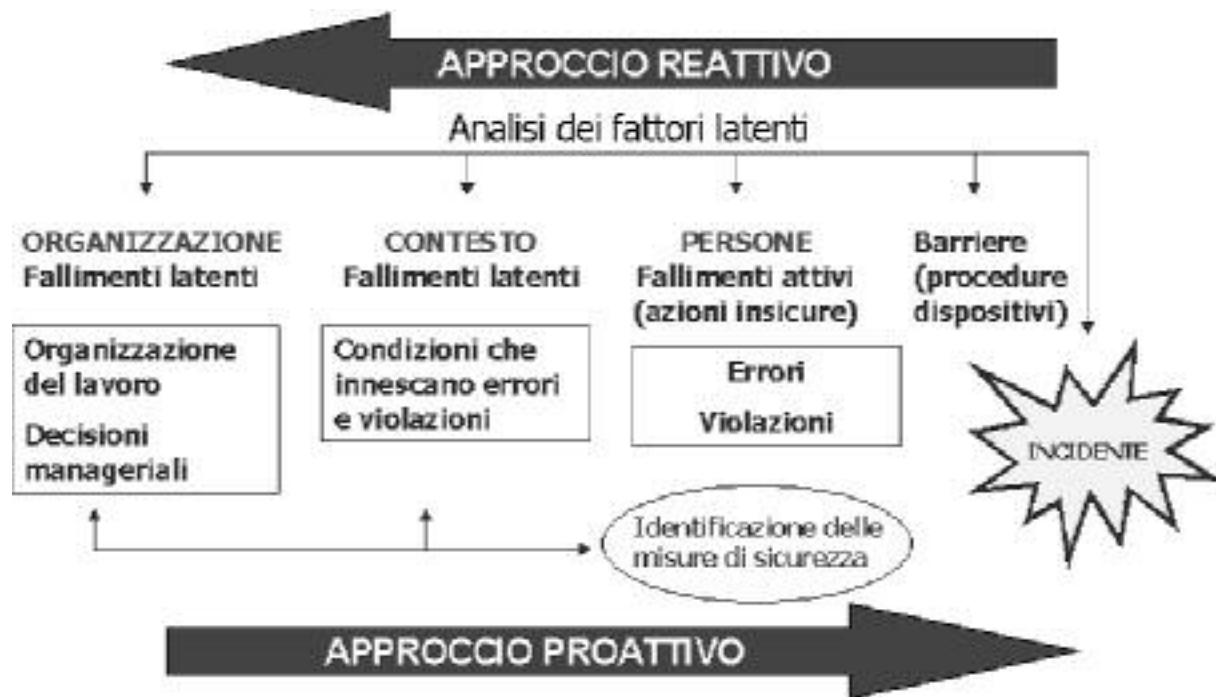 APPROCCIO REATTIVO
Analisi dei fattori latenti
ORGANIZZAZIONE
Fallimenti latenti
Organizzazione
del lavoro
Decisioni
manageriali
CONTESTO
Fallimenti latenti
Condizioni che
innescano errori
e violazioni
PERSONE
Fallimenti attivi
(azioni insicure)
Errori
Violazioni
Barriere
(procedure
dispositivi)
INCIDENTE
Identificazione delle
misure di sicurezza
APPROCCIO PROATTIVO